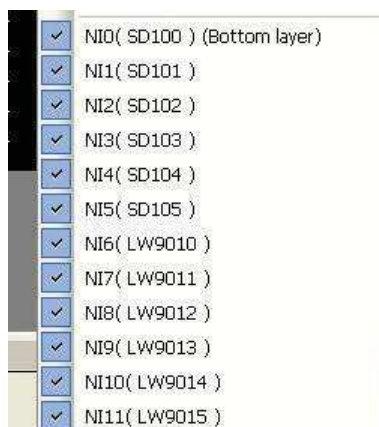 NI0( SD100 ) (Bottom layer)
NI1( SD101 )
NI2( SD102 )
NI3( SD103 )
NI4( SD104 )
NI5( SD105 )
NI6( LW9010 )
NI7( LW9011 )
NI8( LW9012 )
NI9( LW9013 )
NI10( LW9014 )
NI11( LW9015 )